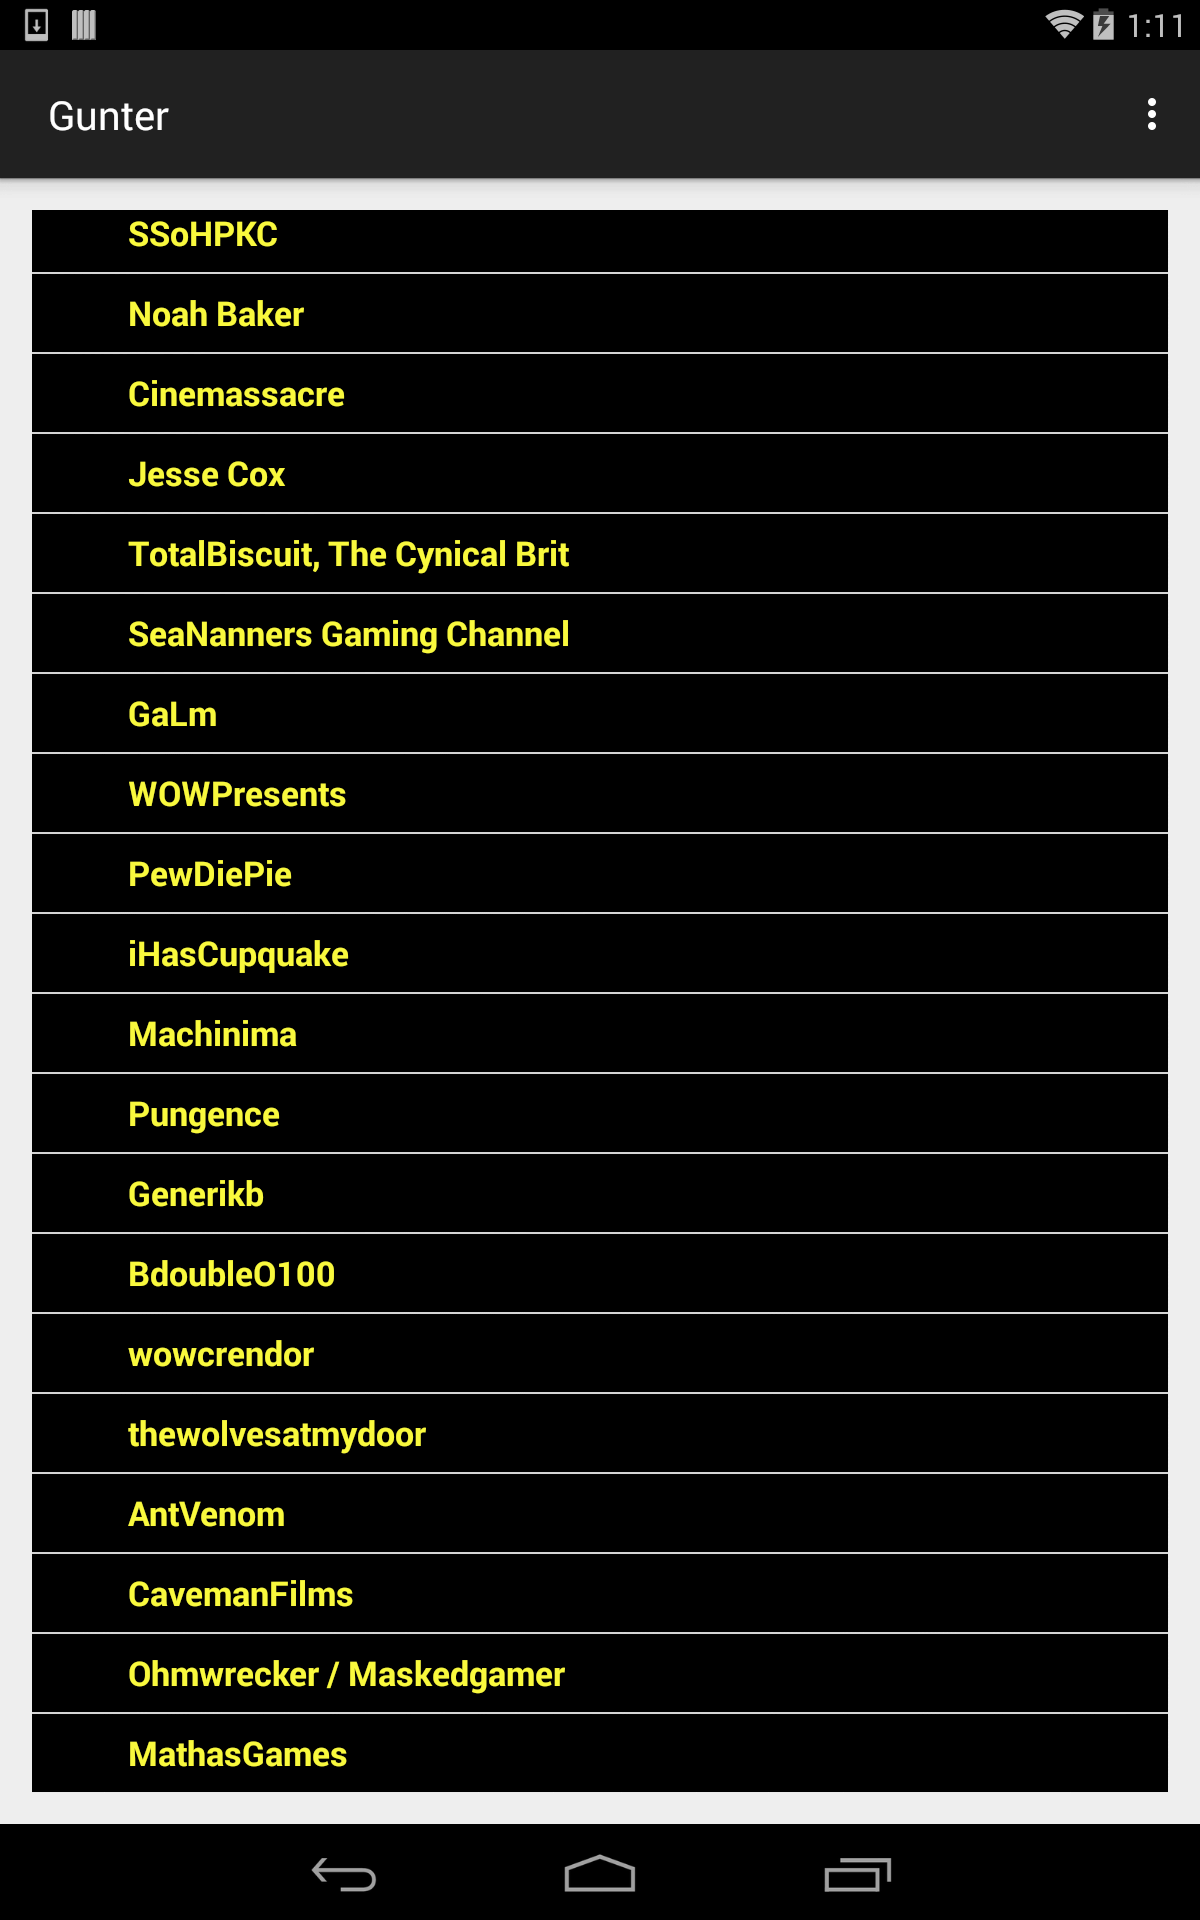 1:11
Gunter
SSoHPKC
Noah Baker
Cinemassacre
Jesse Cox
TotalBiscuit, The Cynical Brit
SeaNanners Gaming Channel
GaLm
WOWPresents
PewDiePie
iHasCupquake
Machinima
Pungence
Generikb
BdoubleO100
wowcrendor
thewolvesatmydoor
AntVenom
CavemanFilms
Ohmwrecker / Maskedgamer
MathasGames